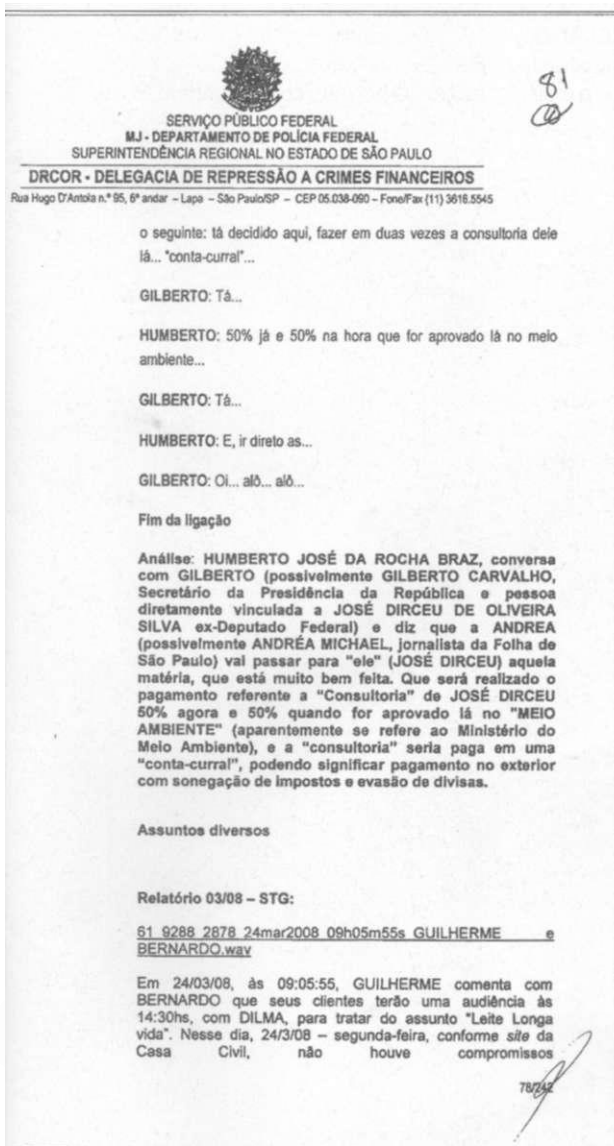 81
SERVIÇO PÚBLICO FEDERAL
MJ - DEPARTAMENTO DE POLÍCIA FEDERAL
SUPERINTENDÊNCIA REGIONAL NO ESTADO DE SÃO PAULO
DRCOR - DELEGACIA DE REPRESSÃO A CRIMES FINANCEIROS
Rua Hugo D'Antola n.º 95, 6º andar – Lapa – São Paulo/SP – CEP 05.038-090 – Fone/Fax (11) 3616.5545
o seguinte: tá decidido aqui, fazer em duas vezes a consultoria dele
lá... "conta-curral"...
GILBERTO: Tá...
HUMBERTO: 50% já e 50% na hora que for aprovado lá no meio
ambiente...
GILBERTO: Tá...
HUMBERTO: E, ir direto as...
GILBERTO: Oi... alô... alô...
Fim da ligação
Análise: HUMBERTO JOSÉ DA ROCHA BRAZ, conversa
com GILBERTO (possivelmente GILBERTO CARVALHO,
Secretário da Presidência da República e pessoa
diretamente vinculada a JOSÉ DIRCEU DE OLIVEIRA
SILVA ex-Deputado Federal) e diz que a ANDREA
(possivelmente ANDRÉA MICHAEL, jornalista da Folha de
São Paulo) vai passar para "ele" (JOSÉ DIRCEU) aquela
matéria, que está muito bem feita. Que será realizado o
pagamento referente a "Consultoria" de JOSÉ DIRCEU
50% agora e 50% quando for aprovado lá no "MEIO
AMBIENTE" (aparentemente se refere ao Ministério do
Meio Ambiente), e a "consultoria" seria paga em uma
"conta-curral", podendo significar pagamento no exterior
com sonegação de impostos e evasão de divisas.
Assuntos diversos
Relatório 03/08 – STG:
61 9288 2878 24mar2008 09h05m55s GUILHERME e
BERNARDO.wav
Em 24/03/08, às 09:05:55, GUILHERME comenta com
BERNARDO que seus clientes terão uma audiência às
14:30hs, com DILMA, para tratar do assunto "Leite Longa
vida". Nesse dia, 24/3/08 – segunda-feira, conforme site da
Casa Civil, não houve compromissos
78/242